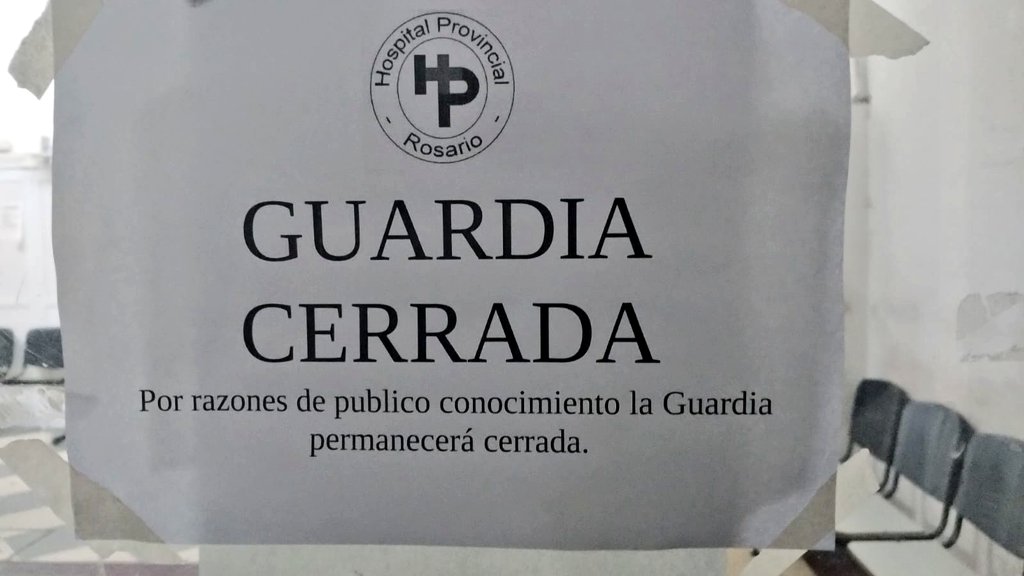 Hospital Provincial
HP
- Rosario -
GUARDIA
CERRADA
Por razones de publico conocimiento la Guardia
permanecerá cerrada.